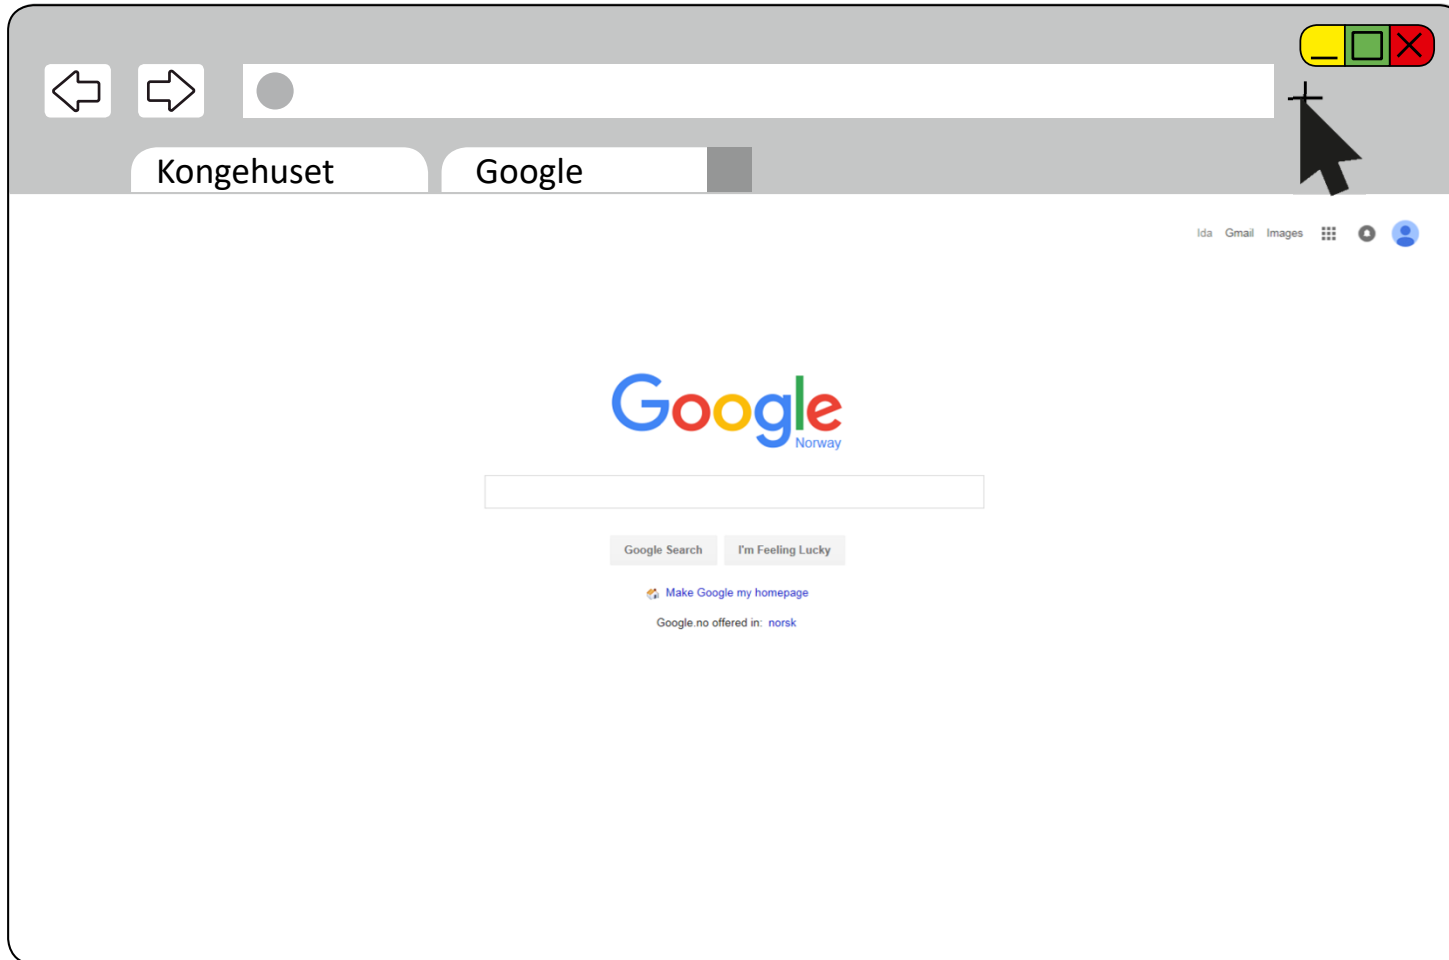 Kongehuset Google
Ida Gmail Images
Google
Norway
Google Search I'm Feeling Lucky
Make Google my homepage
Google.no offered in: norsk